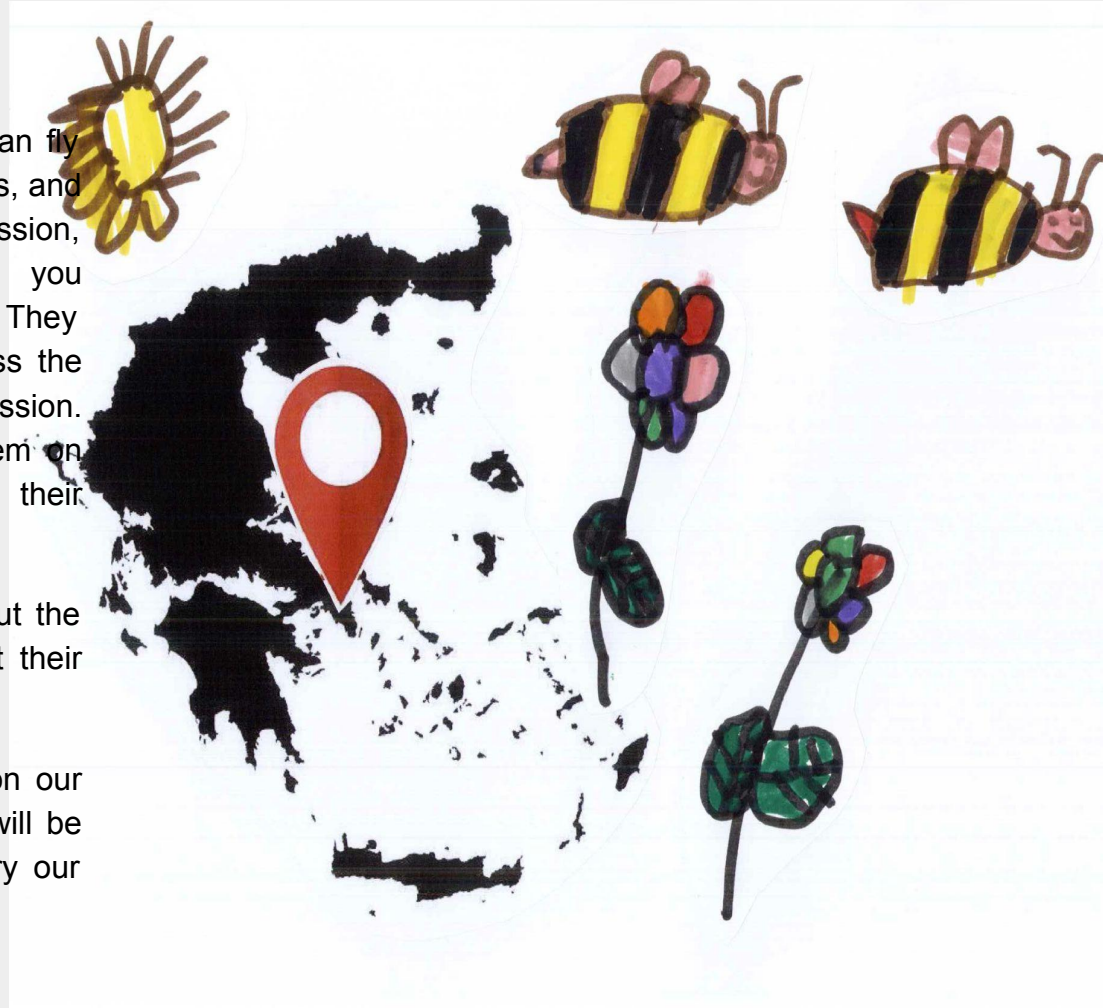 an fly
s, and
ssion,
you
They
ss the
ssion.
em on
their
ut the
t their
on our
will be
ry our